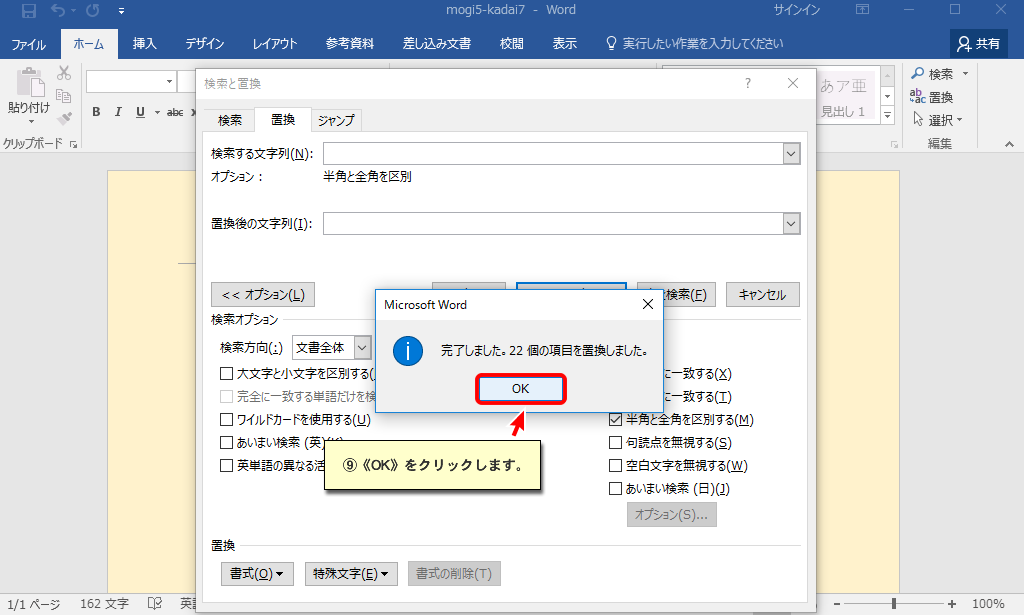 mogi5-kadai7 - Word
サインイン
ファイル ホーム 挿入 デザイン レイアウト 参考資料 差し込み文書 校閲 表示 実行したい作業を入力してください 共有
貼り付け
クリップボード
B I U abc
検索と置換
?
検索 置換 ジャンプ
検索する文字列(N):
オプション： 半角と全角を区別
置換後の文字列(I):
<< オプション(L) 検索(F) キャンセル
検索オプション
検索方向(:) 文書全体
大文字と小文字を区別する(
完全に一致する単語だけを検
ワイルドカードを使用する(U)
あいまい検索 (英)(K)
英単語の異なる活
に一致する(X)
に一致する(T)
半角と全角を区別する(M)
句読点を無視する(S)
空白文字を無視する(W)
あいまい検索 (日)(J)
オプション(S)...
置換
書式(O) 特殊文字(E) 書式の削除(T)
Microsoft Word
完了しました。22 個の項目を置換しました。
OK
⑨《OK》をクリックします。
あア亜
見出し 1
検索
置換
選択
編集
1/1 ページ 162 文字 英
100%